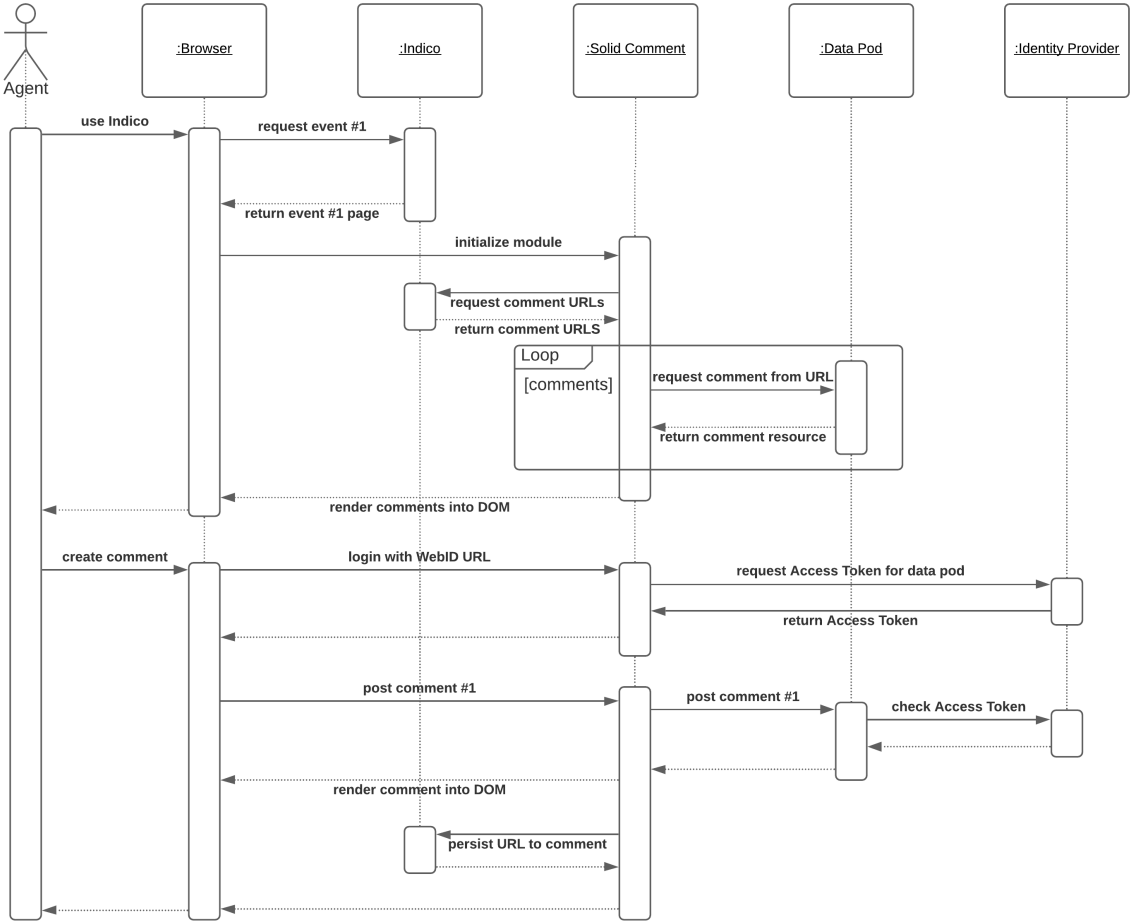 Agent
:Browser
:Indico
:Solid Comment
:Data Pod
:Identity Provider
use Indico
request event #1
return event #1 page
initialize module
request comment URLs
return comment URLS
Loop
[comments]
request comment from URL
return comment resource
render comments into DOM
create comment
login with WebID URL
request Access Token for data pod
return Access Token
post comment #1
post comment #1
check Access Token
render comment into DOM
persist URL to comment